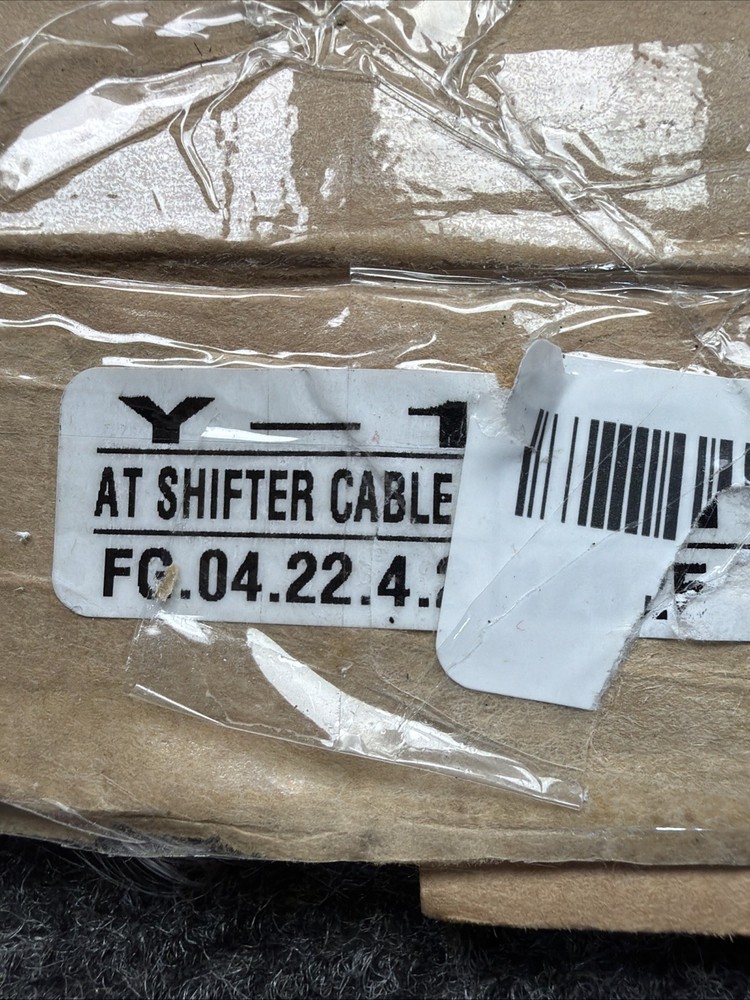 Y–1
AT SHIFTER CABLE
FG.04.22.4.